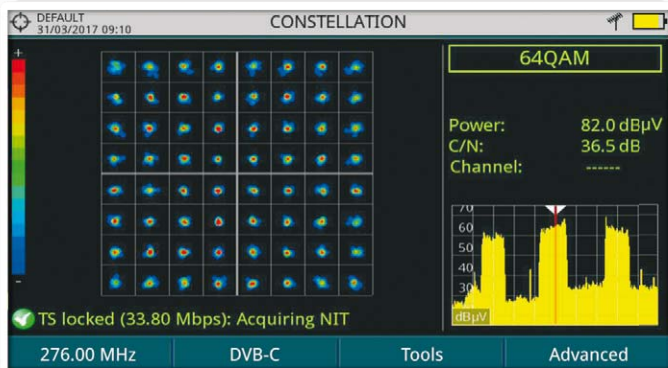 DEFAULT
31/03/2017 09:10
CONSTELLATION
+
-
64QAM
Power: 82.0 dBµV
C/N: 36.5 dB
Channel: ------
70
60
50
40
30
dBµV
TS locked (33.80 Mbps): Acquiring NIT
276.00 MHz
DVB-C
Tools
Advanced